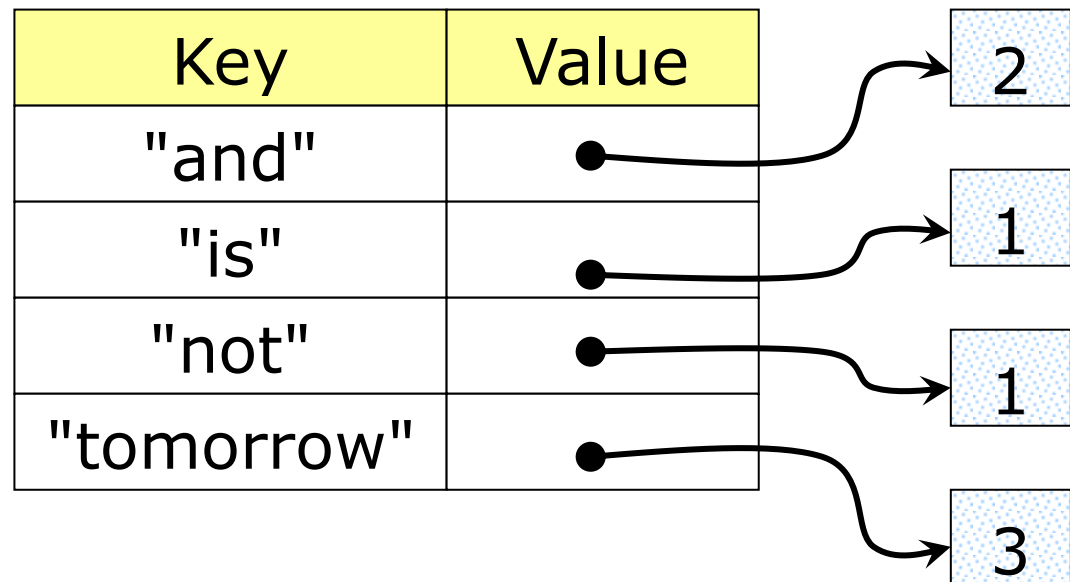 Key Value 2
"and"
"is" 1
"not" 1
"tomorrow" 3